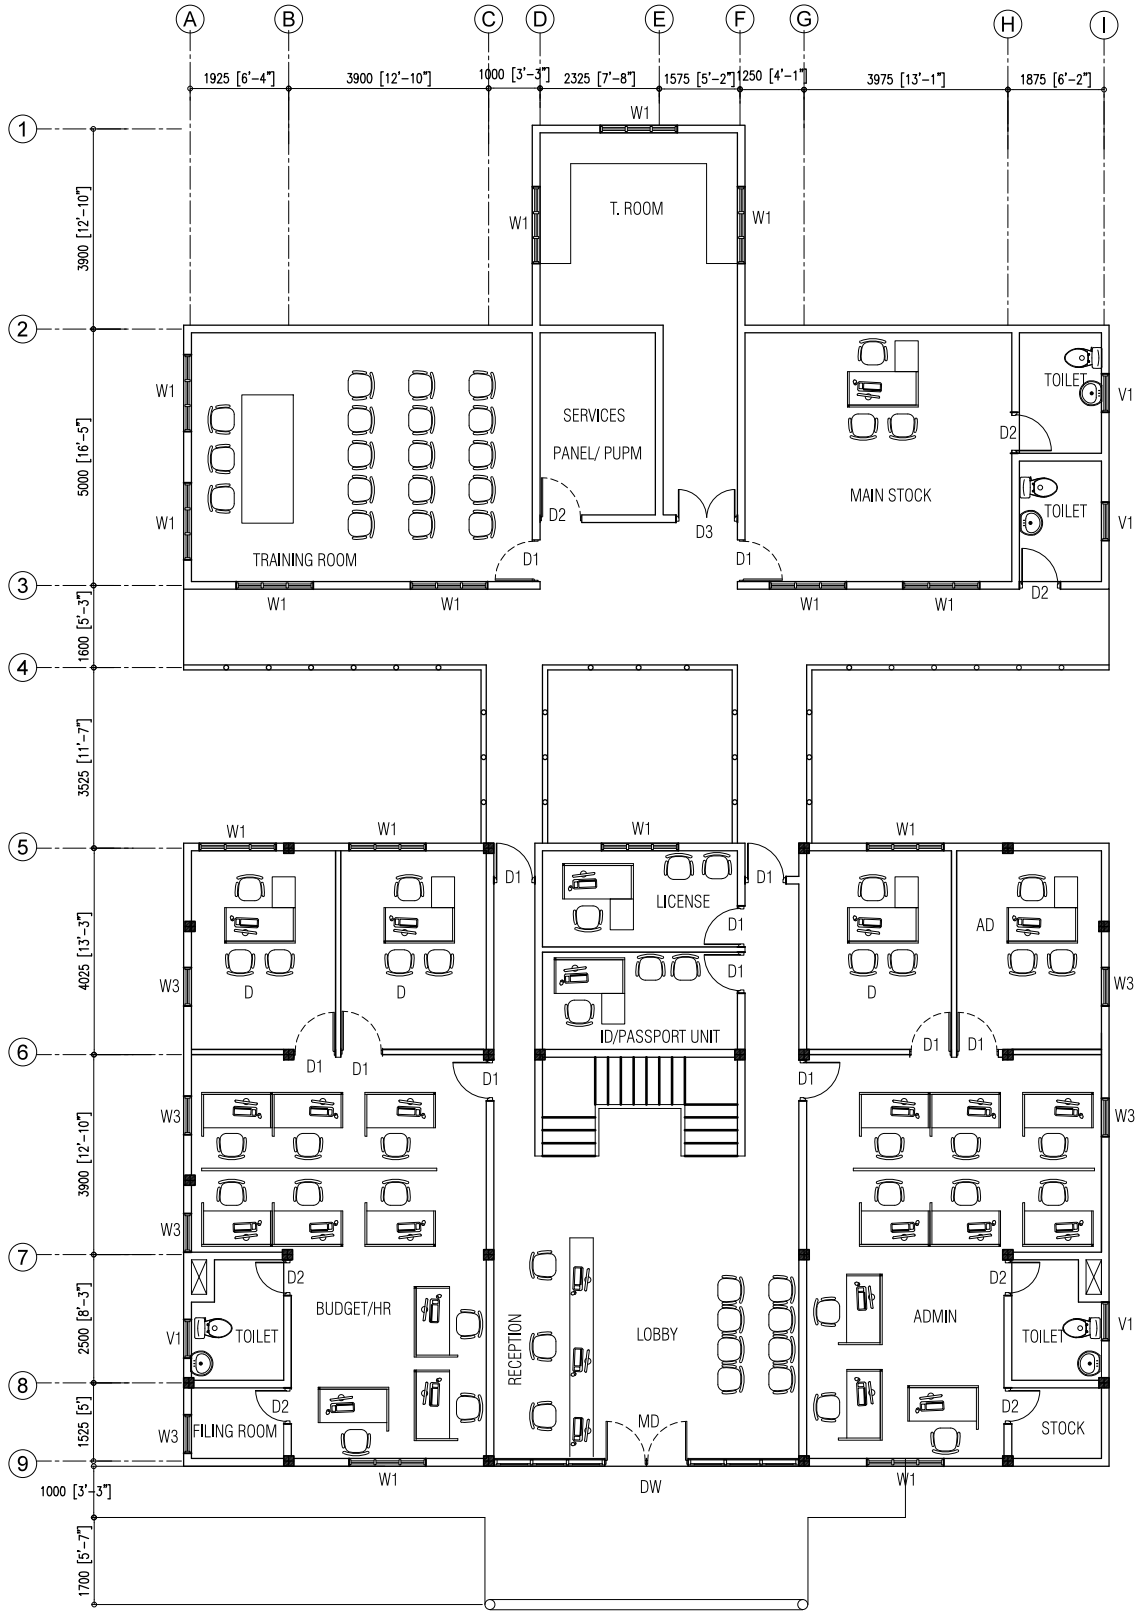 A B C D E F G H I
1925 [6'-4"] 3900 [12'-10"] 1000 [3'-3"] 2325 [7'-8"] 1575 [5'-2"] 1250 [4'-1"] 3975 [13'-1"] 1875 [6'-2"]
1
W1
3900 [12'-10"]
T. ROOM
W1 W1
2
W1
TOILET
V1
SERVICES
D2
5000 [16'-5"]
PANEL/ PUPM
MAIN STOCK
W1
D2
D3
TOILET
V1
TRAINING ROOM
D1
D1
3
W1 W1 W1 W1
D2
1600 [5'-3"]
4
3525 [11'-7"]
5
W1 W1 W1 W1
D1 D1
LICENSE
D1
AD
4025 [13'-3"]
W3
D
D
D1
D
W3
ID/PASSPORT UNIT
6
D1 D1
D1 D1
D1
D1
W3
W3
3900 [12'-10"]
W3
7
D2
D2
2500 [8'-3"]
BUDGET/HR
ADMIN
V1
TOILET
RECEPTION
LOBBY
TOILET
V1
8
D2
D2
1525 [5']
W3
FILING ROOM
MD
STOCK
9
W1
DW
W1
1000 [3'-3"]
1700 [5'-7"]